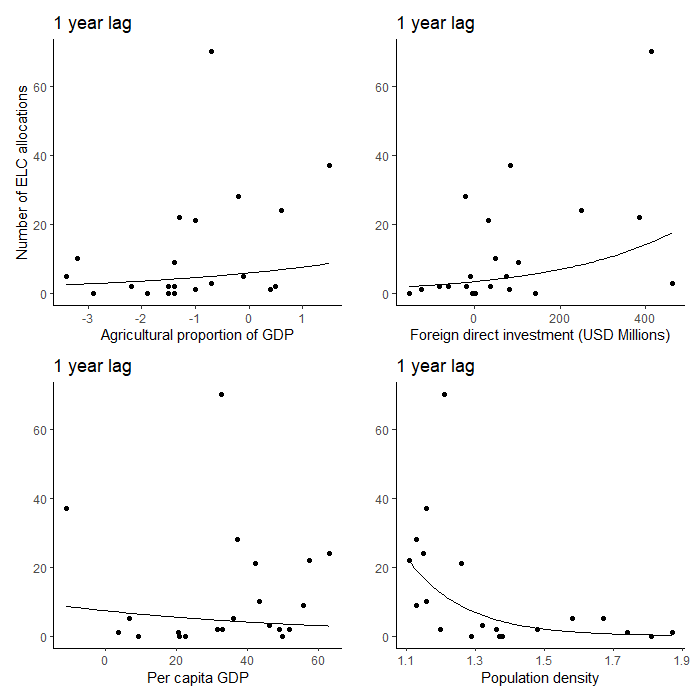 1 year lag
Number of ELC allocations
60
40
20
0
-3 -2 -1 0 1
Agricultural proportion of GDP
1 year lag
60
40
20
0
0 200 400
Foreign direct investment (USD Millions)
1 year lag
60
40
20
0
0 20 40 60
Per capita GDP
1 year lag
60
40
20
0
1.1 1.3 1.5 1.7 1.9
Population density